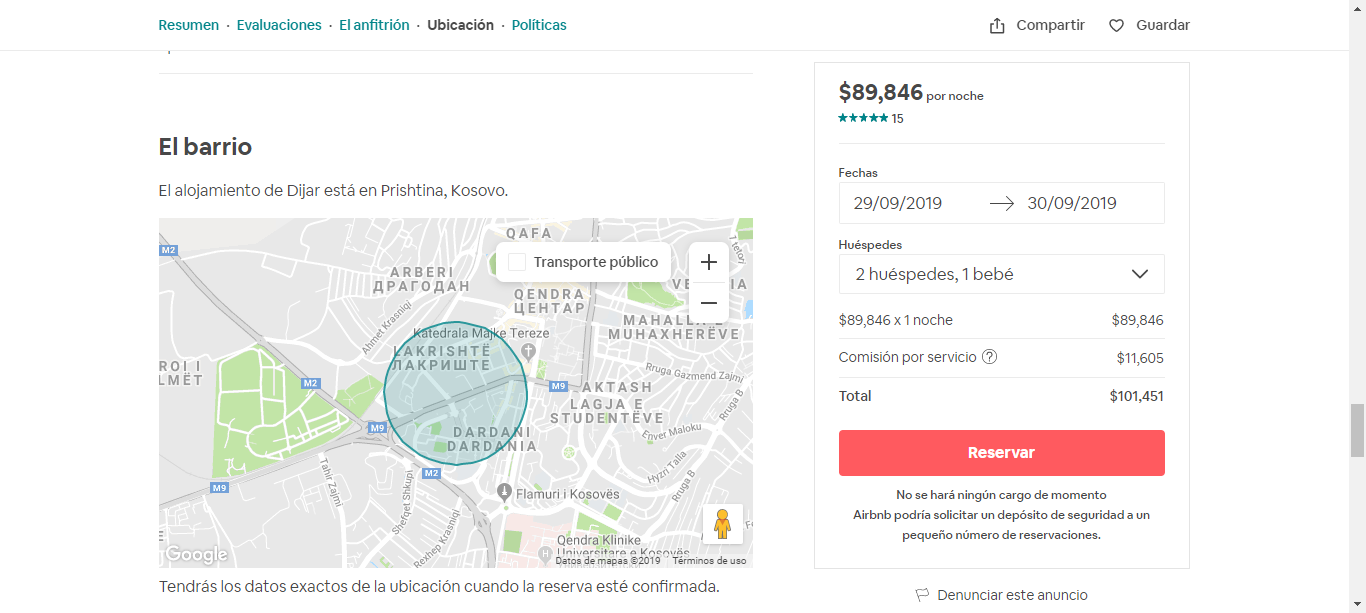 Resumen · Evaluaciones · El anfitrión · Ubicación · Políticas
Compartir
Guardar
El barrio
El alojamiento de Dijar está en Prishtina, Kosovo.
M2
QAFA
Transporte público
+
−
ARBERI
ДРАГОДАН
QENDRA
ЦЕНТАР
Ahmet Krasniqi
Katedrala Majke Tereze
LAKRISHTË
ЛАКРИШТЕ
MUHAXHERËVE
Rruga Gazmend Zajmi
Rruga B
M2
M9
AKTASH
LAGJA E
STUDENTËVE
Enver Maloku
M9
DARDANI
DARDANIA
M2
M9
Tahir Zajmi
Shefqet Shkupi
Rexhep Krasniqi
Hyzri Talla
Rruga B
Flamuri i Kosovës
Qendra Klinike
Universitare e Kosovës
H
Google
Datos de mapas ©2019
Términos de uso
Tendrás los datos exactos de la ubicación cuando la reserva esté confirmada.
$89,846 por noche
15
Fechas
29/09/2019
30/09/2019
Huéspedes
2 huéspedes, 1 bebé
$89,846 x 1 noche $89,846
Comisión por servicio ? $11,605
Total $101,451
Reservar
No se hará ningún cargo de momento
Airbnb podría solicitar un depósito de seguridad a un
pequeño número de reservaciones.
Denunciar este anuncio